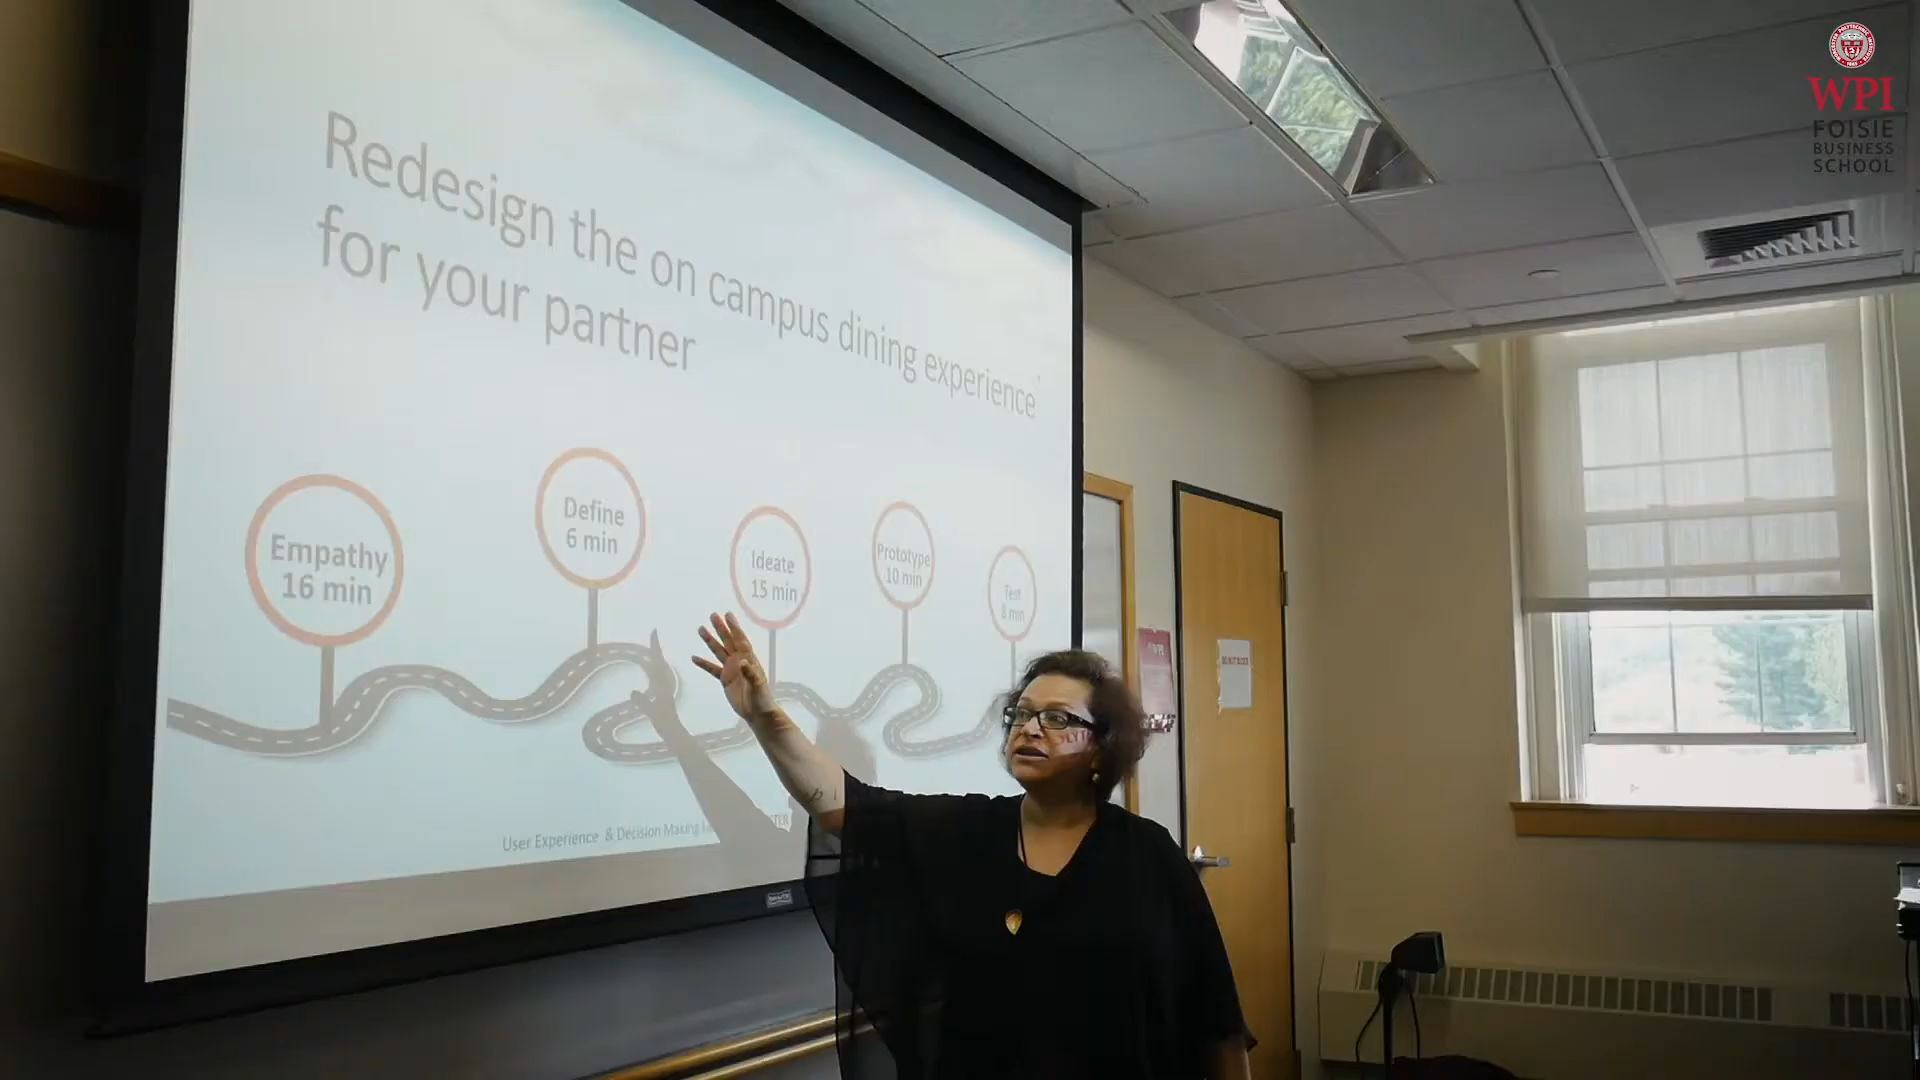 Redesign the on campus dining experience
for your partner
Empathy
16 min
Define
6 min
Ideate
15 min
Prototype
10 min
Test
8 min
User Experience & Decision Making
WPI
FOISIE
BUSINESS
SCHOOL